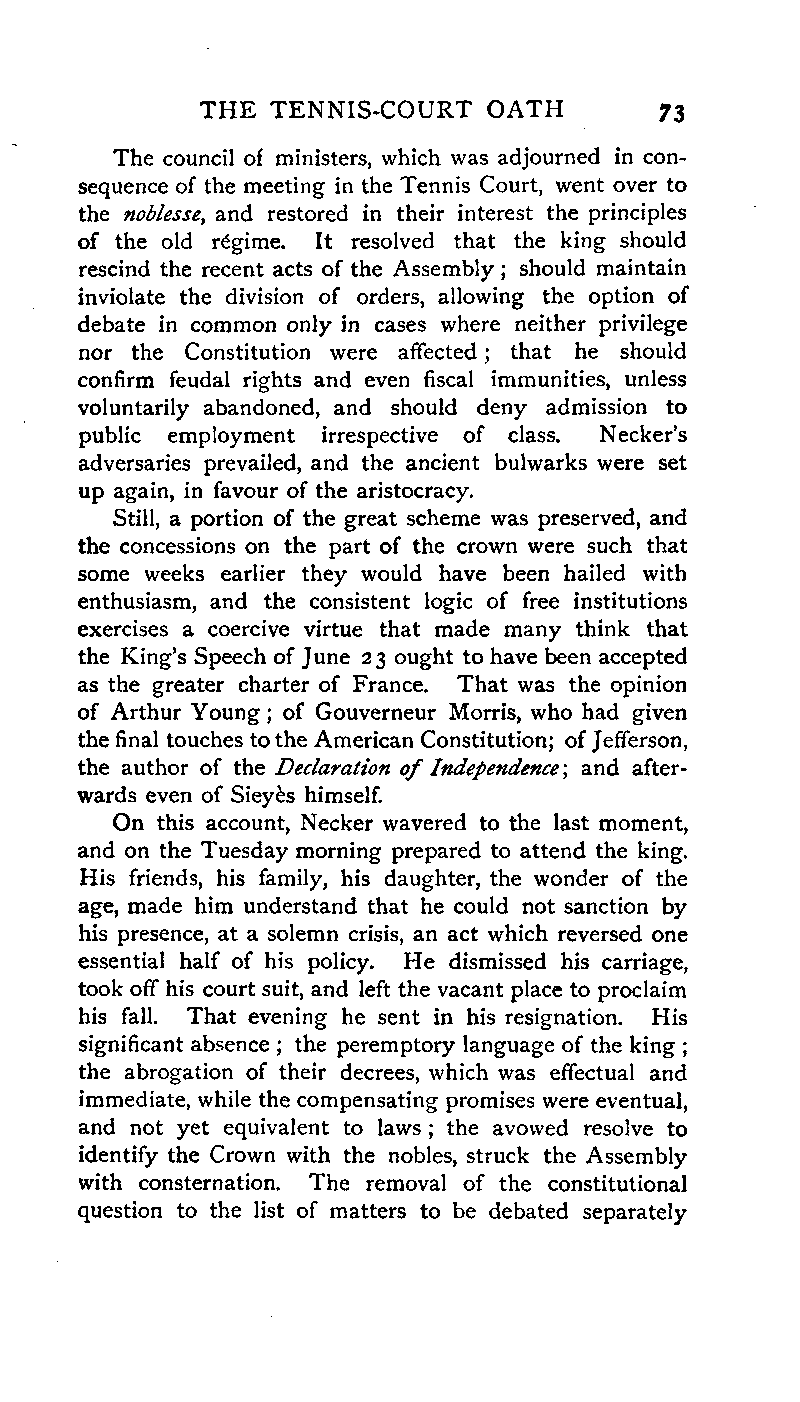 THE TENNIS-COURT OATH 73
The council of ministers, which was adjourned in con-
sequence of the meeting in the Tennis Court, went over to
the noblesse, and restored in their interest the principles
of the old régime. It resolved that the king should
rescind the recent acts of the Assembly; should maintain
inviolate the division of orders, allowing the option of
debate in common only in cases where neither privilege
nor the Constitution were affected; that he should
confirm feudal rights and even fiscal immunities, unless
voluntarily abandoned, and should deny admission to
public employment irrespective of class. Necker's
adversaries prevailed, and the ancient bulwarks were set
up again, in favour of the aristocracy.
Still, a portion of the great scheme was preserved, and
the concessions on the part of the crown were such that
some weeks earlier they would have been hailed with
enthusiasm, and the consistent logic of free institutions
exercises a coercive virtue that made many think that
the King's Speech of June 23 ought to have been accepted
as the greater charter of France. That was the opinion
of Arthur Young; of Gouverneur Morris, who had given
the final touches to the American Constitution; of Jefferson,
the author of the Declaration of Independence; and after-
wards even of Sieyès himself.
On this account, Necker wavered to the last moment,
and on the Tuesday morning prepared to attend the king.
His friends, his family, his daughter, the wonder of the
age, made him understand that he could not sanction by
his presence, at a solemn crisis, an act which reversed one
essential half of his policy. He dismissed his carriage,
took off his court suit, and left the vacant place to proclaim
his fall. That evening he sent in his resignation. His
significant absence; the peremptory language of the king;
the abrogation of their decrees, which was effectual and
immediate, while the compensating promises were eventual,
and not yet equivalent to laws; the avowed resolve to
identify the Crown with the nobles, struck the Assembly
with consternation. The removal of the constitutional
question to the list of matters to be debated separately